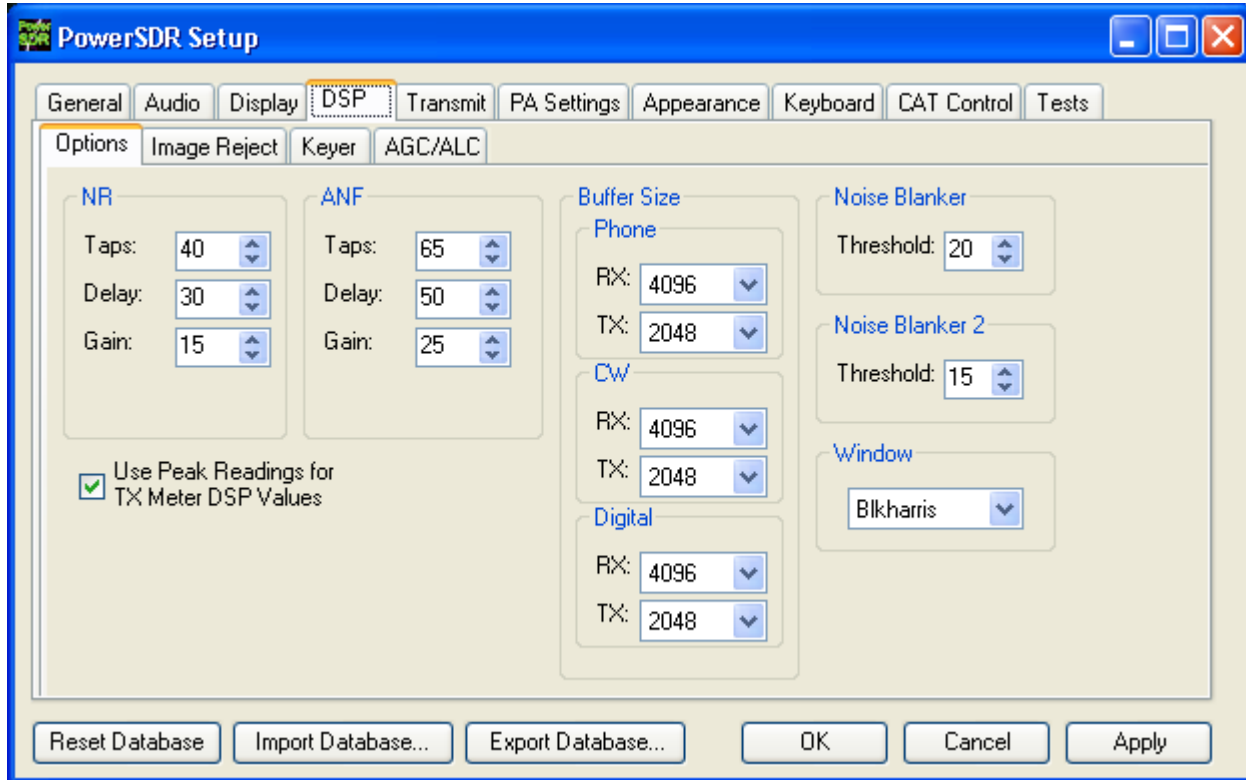 Power SDR PowerSDR Setup
General Audio Display DSP Transmit PA Settings Appearance Keyboard CAT Control Tests
Options Image Reject Keyer AGC/ALC
NR
Taps: 40
Delay: 30
Gain: 15
ANF
Taps: 65
Delay: 50
Gain: 25
Use Peak Readings for
TX Meter DSP Values
Buffer Size
Phone
RX: 4096
TX: 2048
CW
RX: 4096
TX: 2048
Digital
RX: 4096
TX: 2048
Noise Blanker
Threshold: 20
Noise Blanker 2
Threshold: 15
Window
Blkharris
Reset Database Import Database... Export Database... OK Cancel Apply